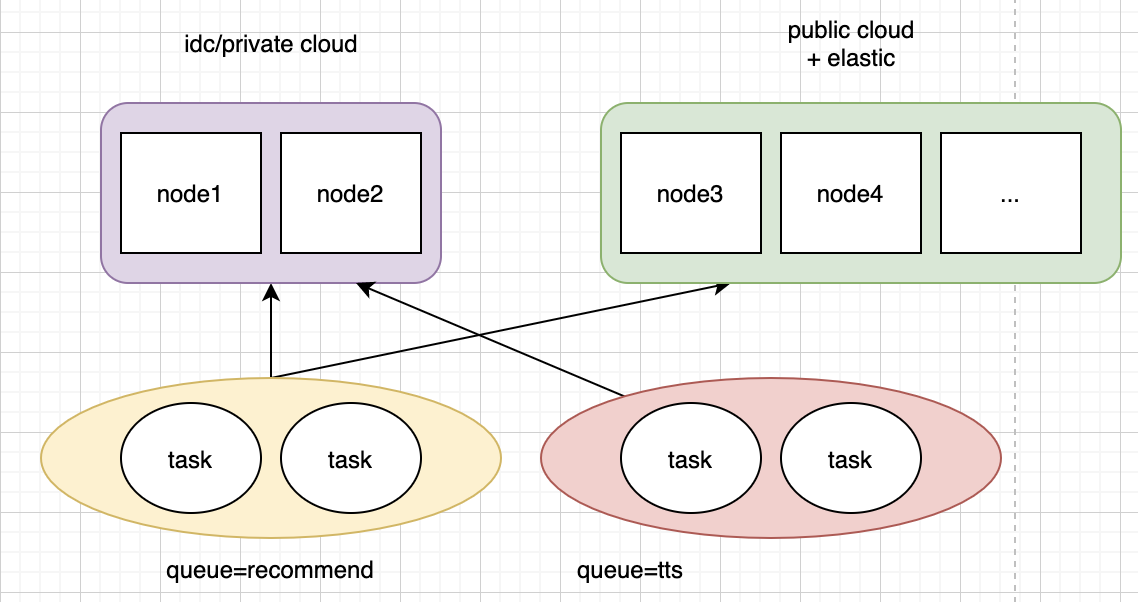 idc/private cloud
public cloud
+ elastic
node1
node2
node3
node4
...
task
task
task
task
queue=recommend
queue=tts